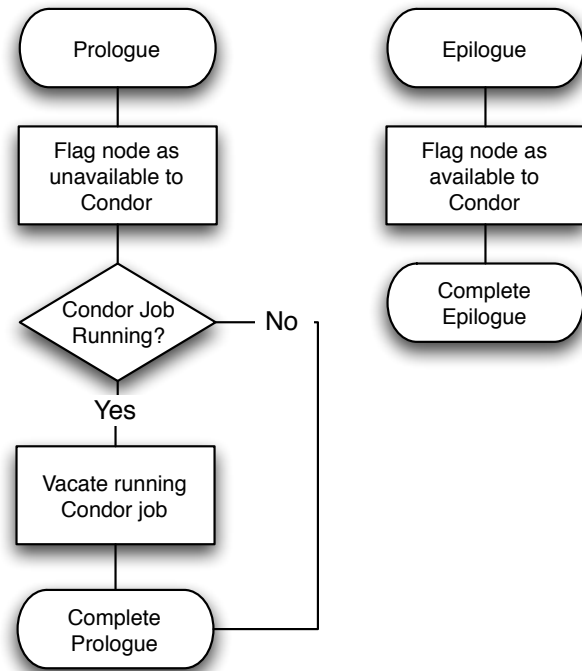 Prologue
Flag node as
unavailable to
Condor
Condor Job
Running?
No
Yes
Vacate running
Condor job
Complete
Prologue
Epilogue
Flag node as
available to
Condor
Complete
Epilogue